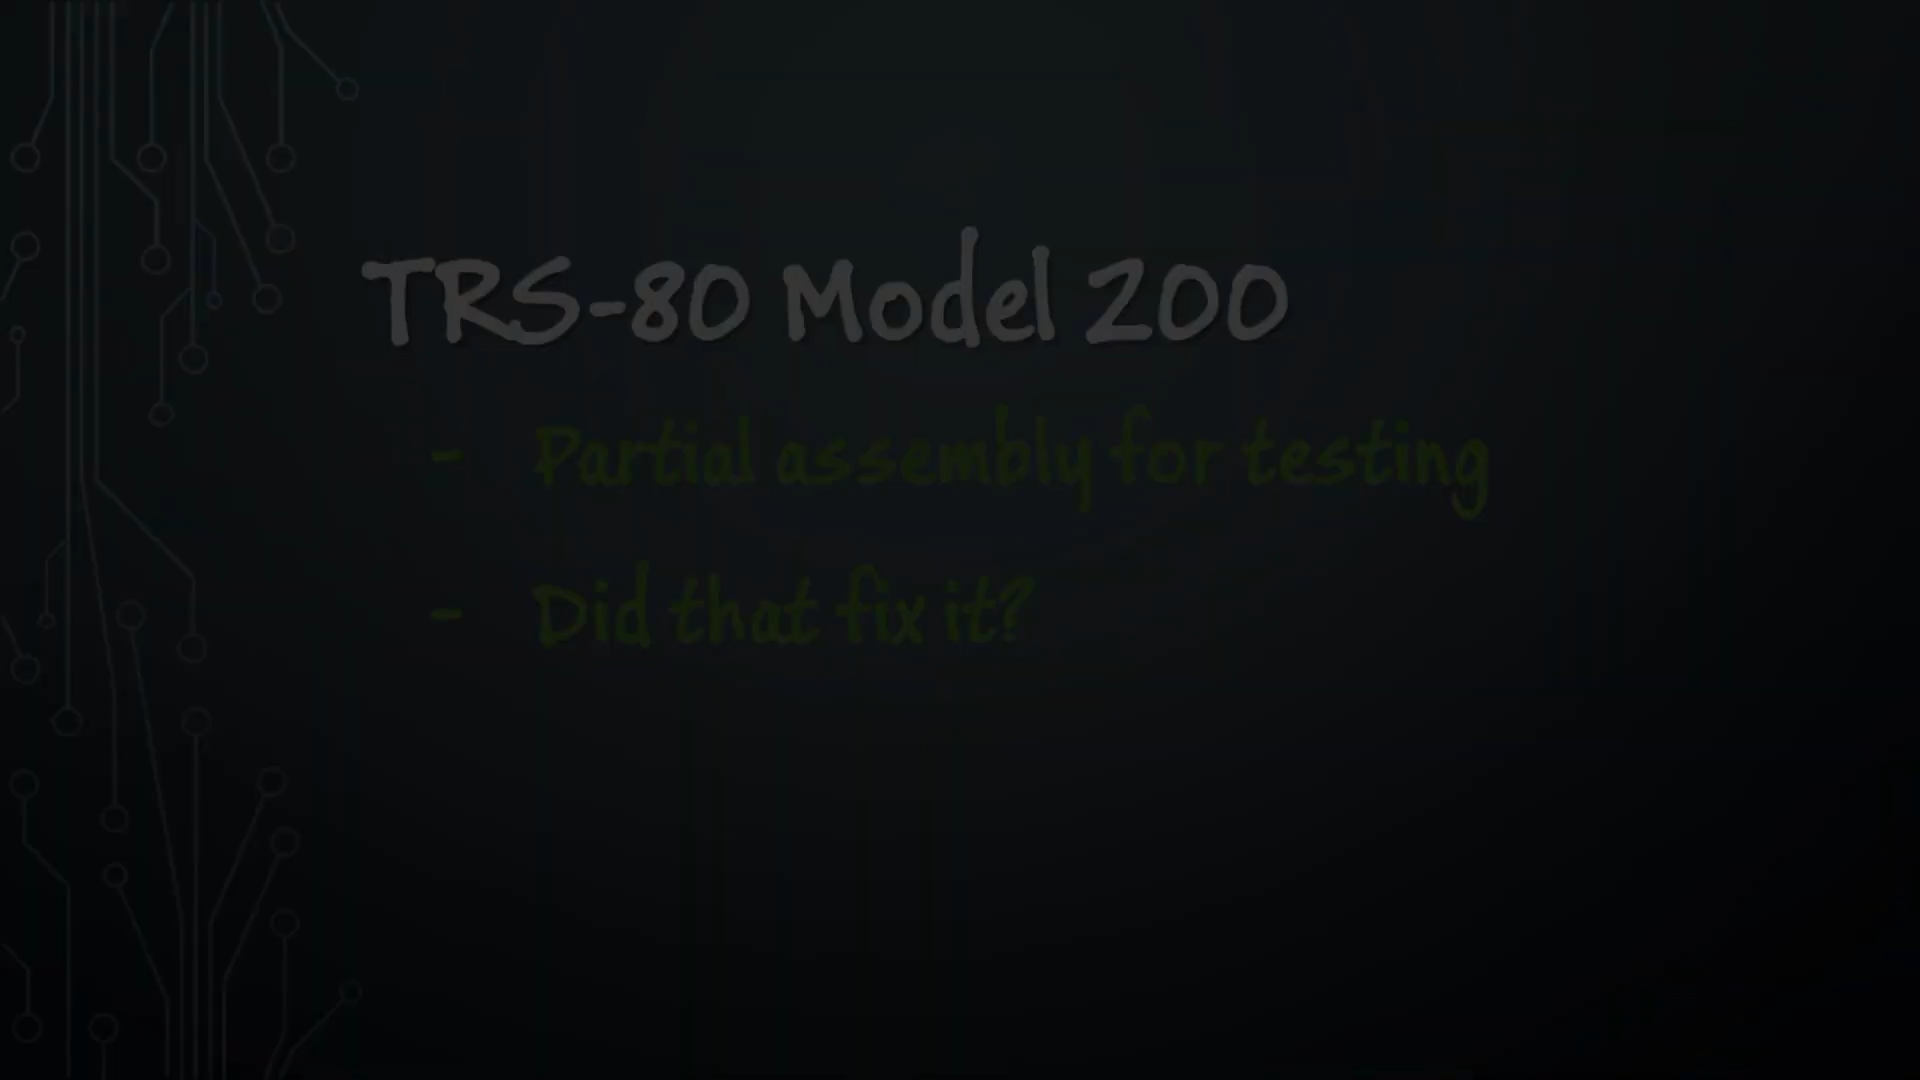 TRS-80 Model 200
- Partial assembly for testing
- Did that fix it?